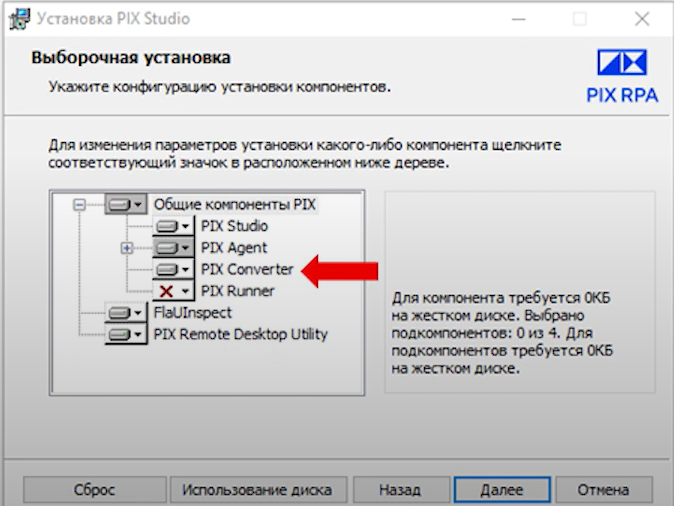 Установка PIX Studio
Выборочная установка
Укажите конфигурацию установки компонентов.
PIX RPA
Для изменения параметров установки какого-либо компонента щелкните
соответствующий значок в расположенном ниже дереве.
Общие компоненты PIX
PIX Studio
PIX Agent
PIX Converter
PIX Runner
FlaUInspect
PIX Remote Desktop Utility
Для компонента требуется 0КБ
на жестком диске. Выбрано
подкомпонентов: 0 из 4. Для
подкомпонентов требуется 0КБ
на жестком диске.
Сброс
Использование диска
Назад
Далее
Отмена